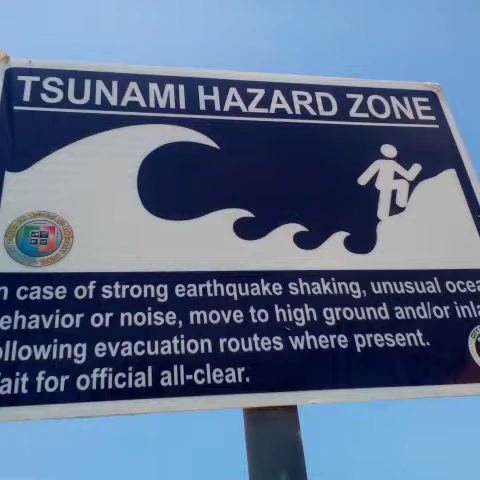 TSUNAMI HAZARD ZONE
n case of strong earthquake shaking, unusual ocea
ehavior or noise, move to high ground and/or inla
ollowing evacuation routes where present.
ait for official all-clear.